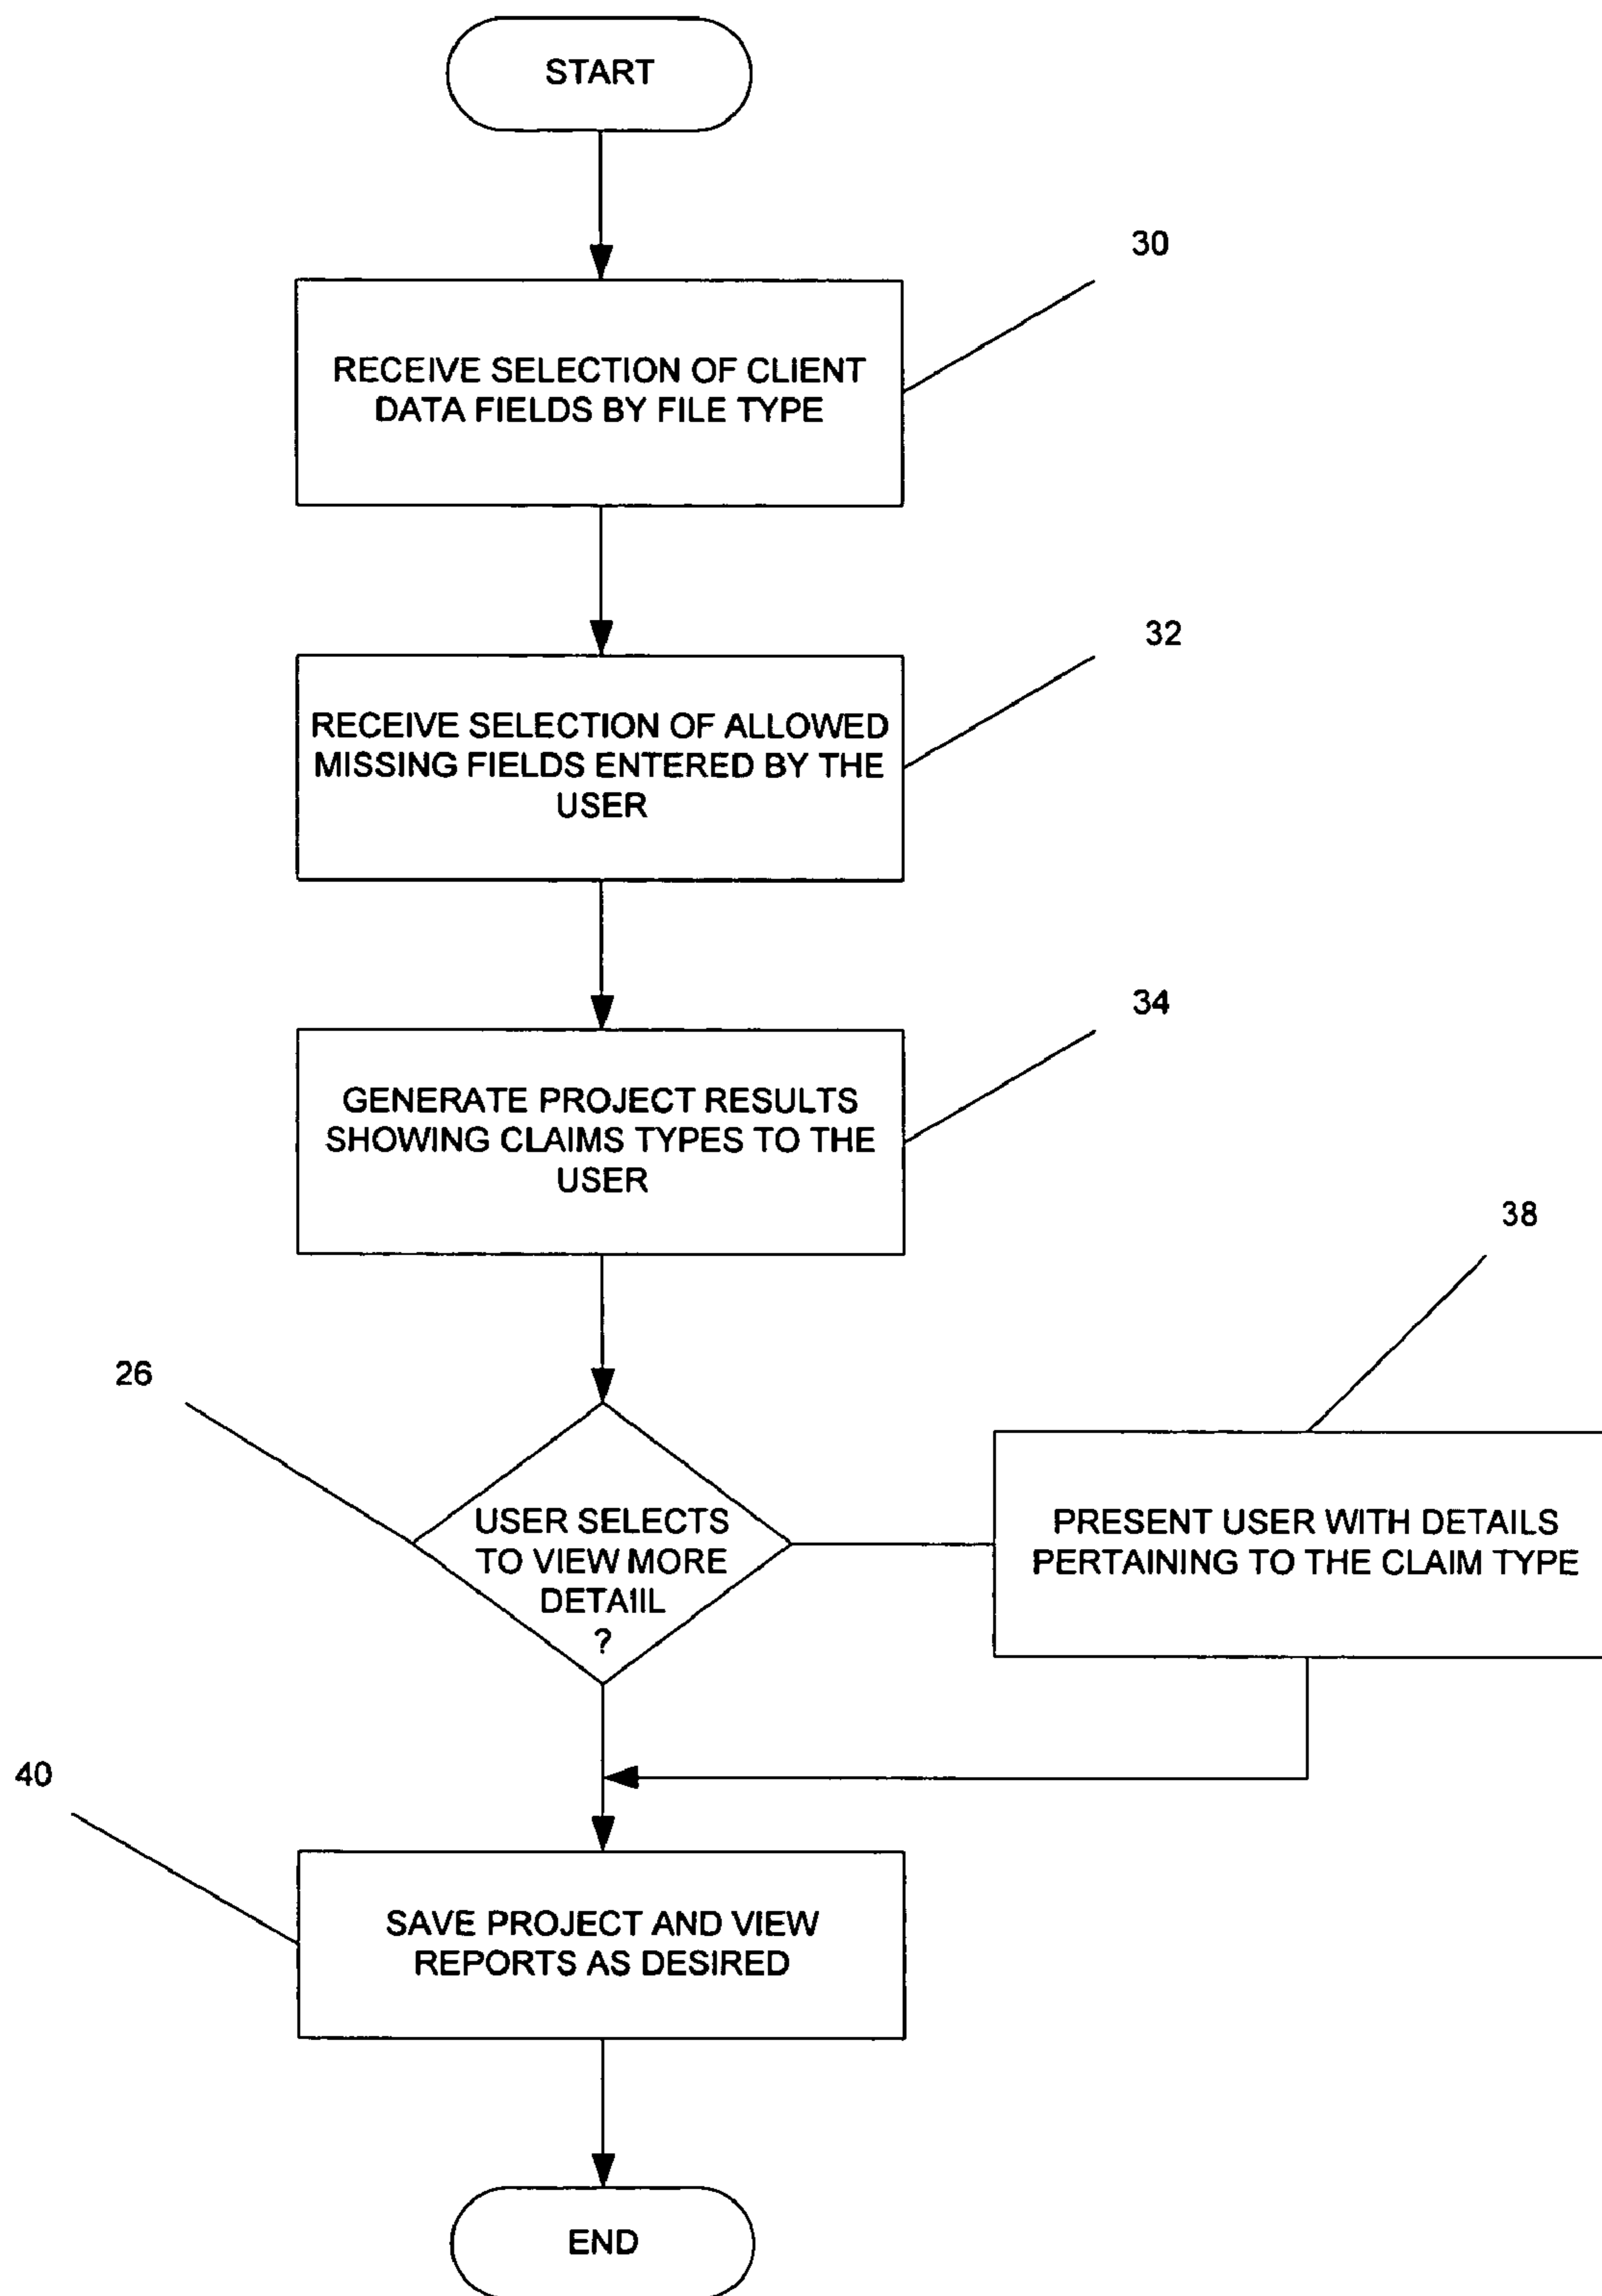 START
30
RECEIVE SELECTION OF CLIENT
DATA FIELDS BY FILE TYPE
32
RECEIVE SELECTION OF ALLOWED
MISSING FIELDS ENTERED BY THE
USER
34
GENERATE PROJECT RESULTS
SHOWING CLAIMS TYPES TO THE
USER
38
26
USER SELECTS
TO VIEW MORE
DETAIIL
?
PRESENT USER WITH DETAILS
PERTAINING TO THE CLAIM TYPE
40
SAVE PROJECT AND VIEW
REPORTS AS DESIRED
END